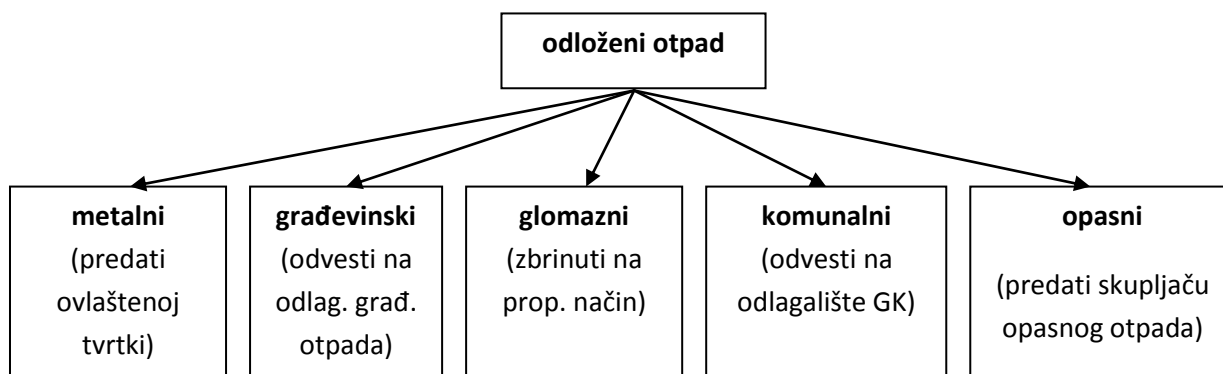 odloženi otpad
metalni
(predati
ovlaštenoj
tvrtki)
građevinski
(odvesti na
odlag. građ.
otpada)
glomazni
(zbrinuti na
prop. način)
komunalni
(odvesti na
odlagalište GK)
opasni
(predati skupljaču
opasnog otpada)